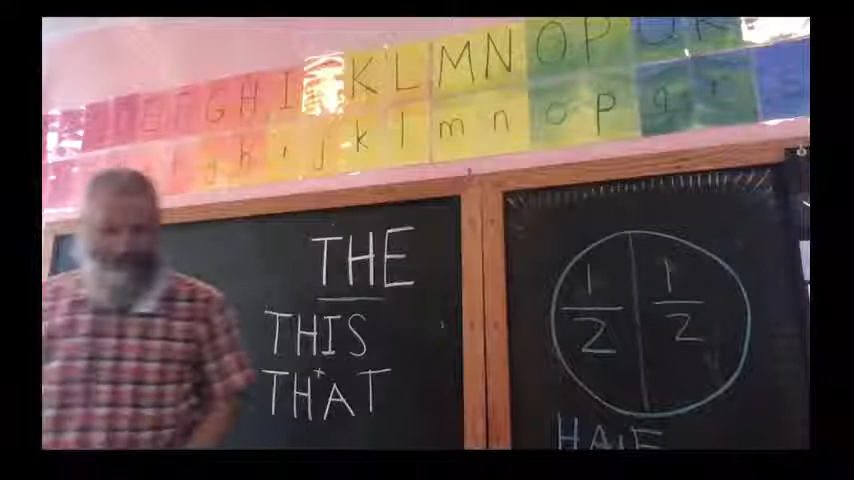 G H I K L M N O P Q R
g h i j k l m n o p q r s
THE
THIS
THAT
1 1
2 2
HALF